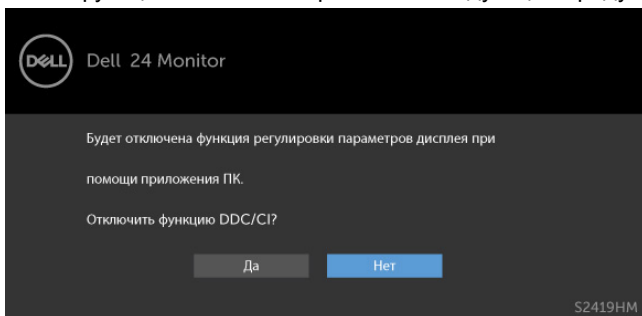 DELL Dell 24 Monitor
Будет отключена функция регулировки параметров дисплея при
помощи приложения ПК.
Отключить функцию DDC/CI?
Да Нет
S2419HM